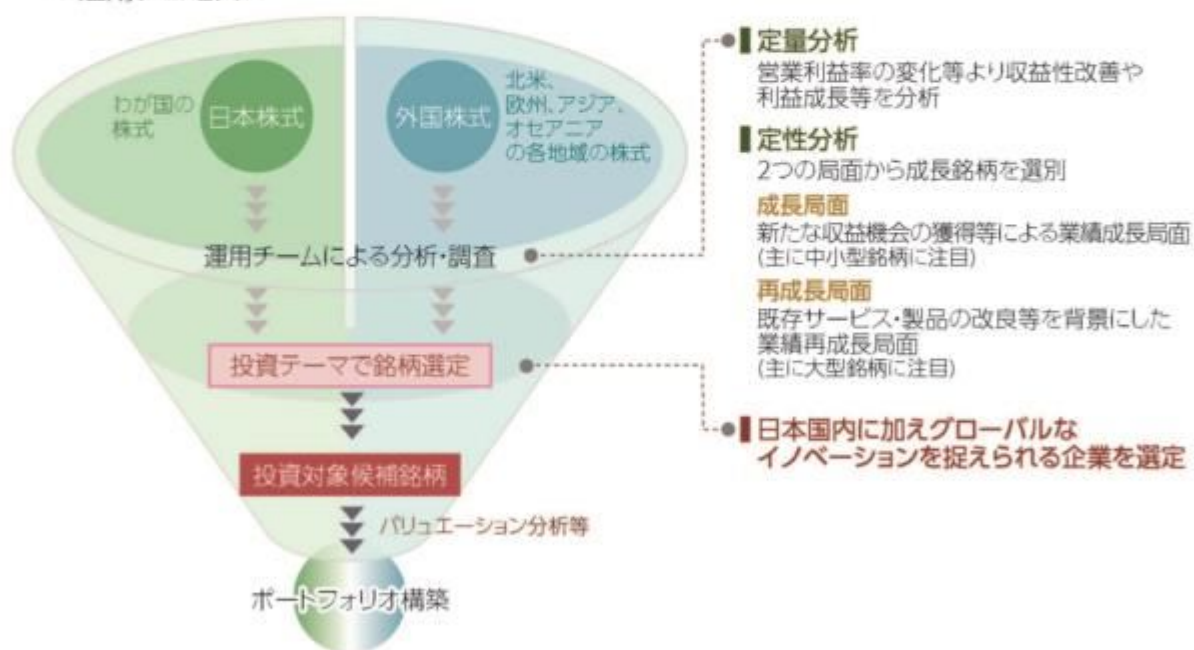 わが国の
株式
日本株式
外国株式
北米、
欧州、アジア、
オセアニア
の各地域の株式
運用チームによる分析・調査
投資テーマで銘柄選定
投資対象候補銘柄
バリュエーション分析等
ポートフォリオ構築
定量分析
営業利益率の変化等より収益性改善や
利益成長等を分析
定性分析
2つの局面から成長銘柄を選別
成長局面
新たな収益機会の獲得等による業績成長局面
(主に中小型銘柄に注目)
再成長局面
既存サービス・製品の改良等を背景にした
業績再成長局面
(主に大型銘柄に注目)
日本国内に加えグローバルな
イノベーションを捉えられる企業を選定